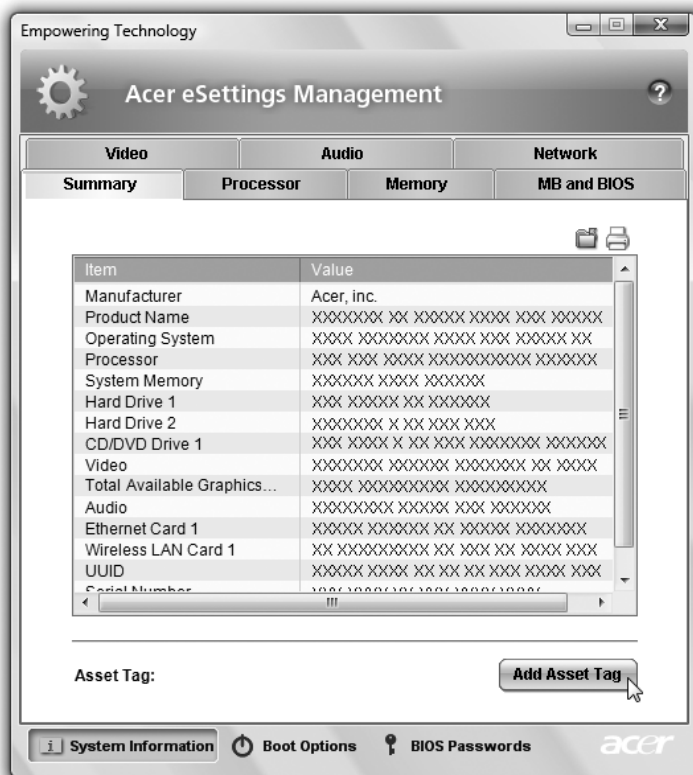 Empowering Technology
Acer eSettings Management
Video Audio Network
Summary Processor Memory MB and BIOS
Item Value
Manufacturer Acer, inc.
Product Name XXXXXXX XX XXXXX XXXX XXX XXXXX
Operating System XXXX XXXXXXX XXXX XXX XXXXX XX
Processor XXX XXX XXXX XXXXXXXXXX XXXXXX
System Memory XXXXXX XXXX XXXXXX
Hard Drive 1 XXX XXXXX XX XXXXXX
Hard Drive 2 XXXXXXX X XX XXX XXX
CD/DVD Drive 1 XXX XXXX X XX XXX XXXXXXX XXXXXX
Video XXXXXXX XXXXXX XXXXXXX XX XXXX
Total Available Graphics... XXXX XXXXXXXXX XXXXXXXXX
Audio XXXXXXXXX XXXXX XXX XXXXXX
Ethernet Card 1 XXXXX XXXXXX XX XXXXX XXXXXXX
Wireless LAN Card 1 XX XXXXXXXXX XX XXX XX XXXX XXX
UUID XXXXX XXXX XX XX XX XXX XXXX XXX
Serial Number
Asset Tag: Add Asset Tag
System Information Boot Options BIOS Passwords acer